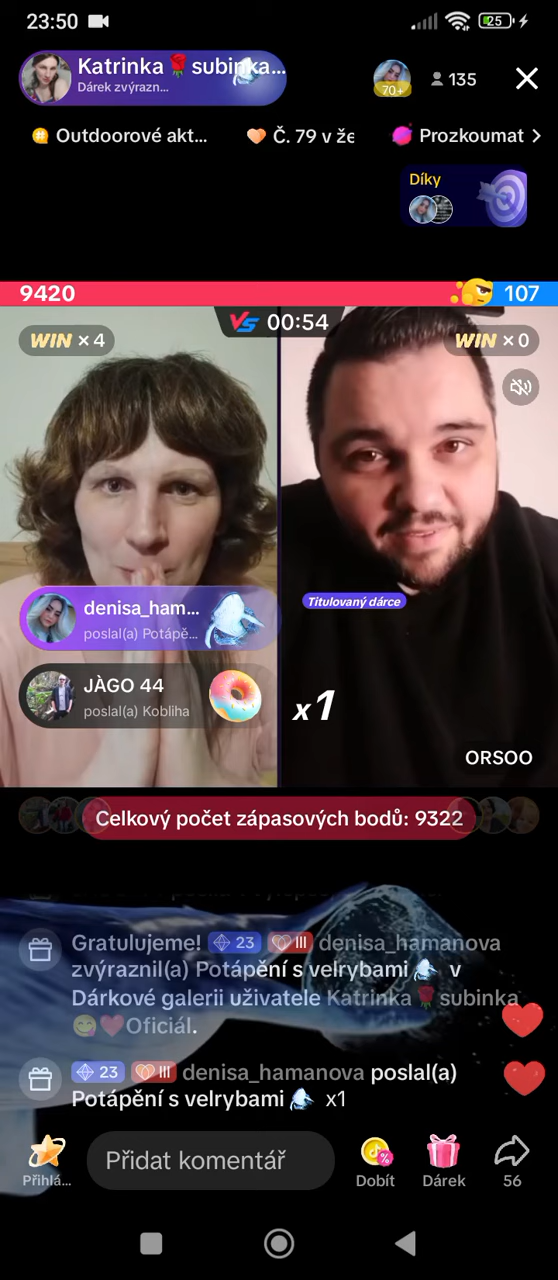 23:50
25
Katrinka🌹subinka...
Dárek zvýrazn...
70+
135
Outdoorové akt...
Č. 79 v že
Prozkoumat
Díky
9420
107
VS 00:54
WIN × 4
WIN × 0
denisa_ham...
poslal(a) Potápě...
Titulovaný dárce
JÀGO 44
poslal(a) Kobliha
x1
ORSOO
Celkový počet zápasových bodů: 9322
Gratulujeme! 23 III denisa_hamanova
zvýraznil(a) Potápění s velrybami v
Dárkové galerii uživatele Katrinka🌹subinka
😋❤️Oficiál.
23 III denisa_hamanova poslal(a)
Potápění s velrybami x1
Přidat komentář
Přihlá...
Dobít
Dárek
56